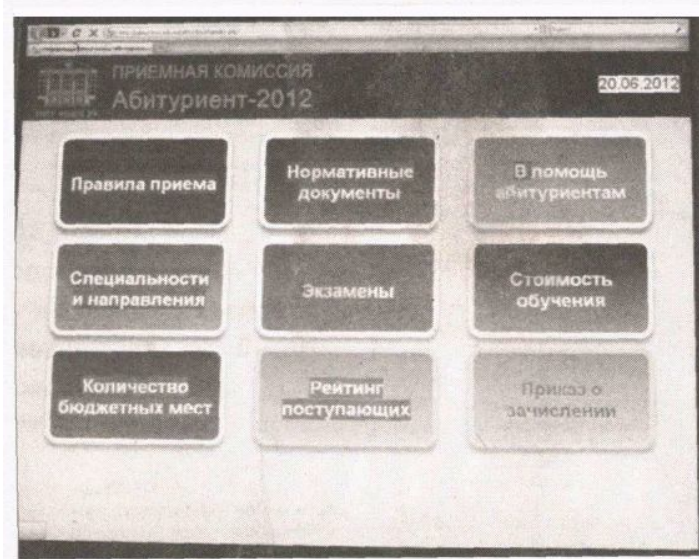 ПРИЕМНАЯ КОМИССИЯ
Абитуриент-2012
20.06.2012
Правила приема
Нормативные
документы
В помощь
абитуриентам
Специальности
и направления
Экзамены
Стоимость
обучения
Количество
бюджетных мест
Рейтинг
поступающих
Приказ о
зачислении